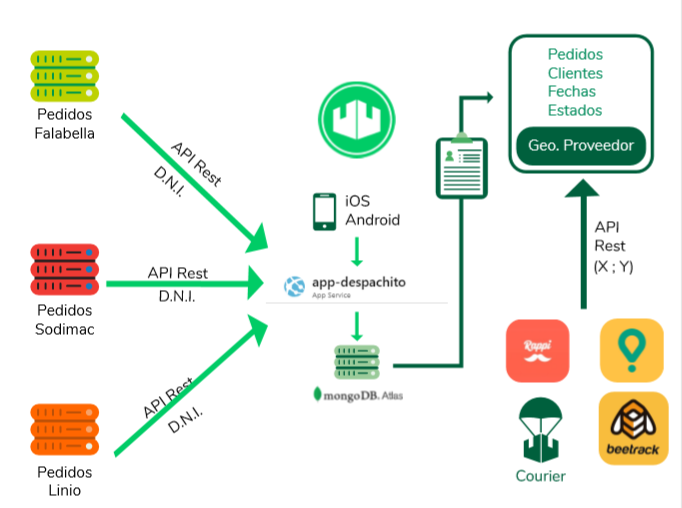 Pedidos
Falabella
API Rest
D.N.I.
Pedidos
Sodimac
API Rest
D.N.I.
Pedidos
Linio
API Rest
D.N.I.
iOS
Android
app-despachito
App Service
mongoDB. Atlas
Pedidos
Clientes
Fechas
Estados
Geo. Proveedor
API
Rest
(X ; Y)
Rappi
beetrack
Courier